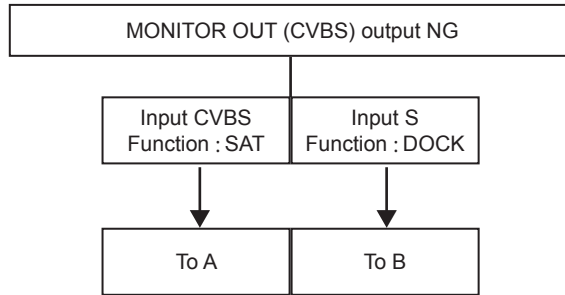 MONITOR OUT (CVBS) output NG
Input CVBS
Function : SAT
Input S
Function : DOCK
To A
To B